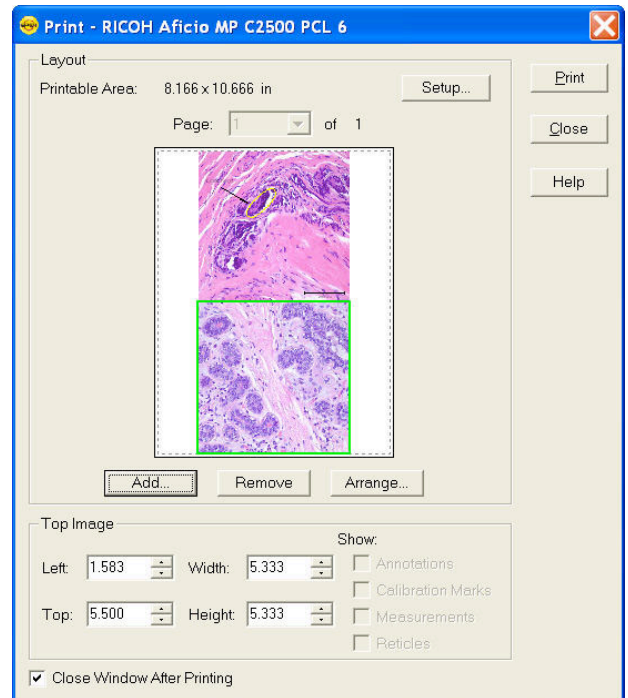 Print - RICOH Aficio MP C2500 PCL 6
Layout
Printable Area: 8.166 x 10.666 in
Setup...
Print
Page: 1 of 1
Close
Help
Add... Remove Arrange...
Top Image
Show:
Left: 1.583 Width: 5.333 Annotations
Calibration Marks
Top: 5.500 Height: 5.333 Measurements
Reticles
Close Window After Printing